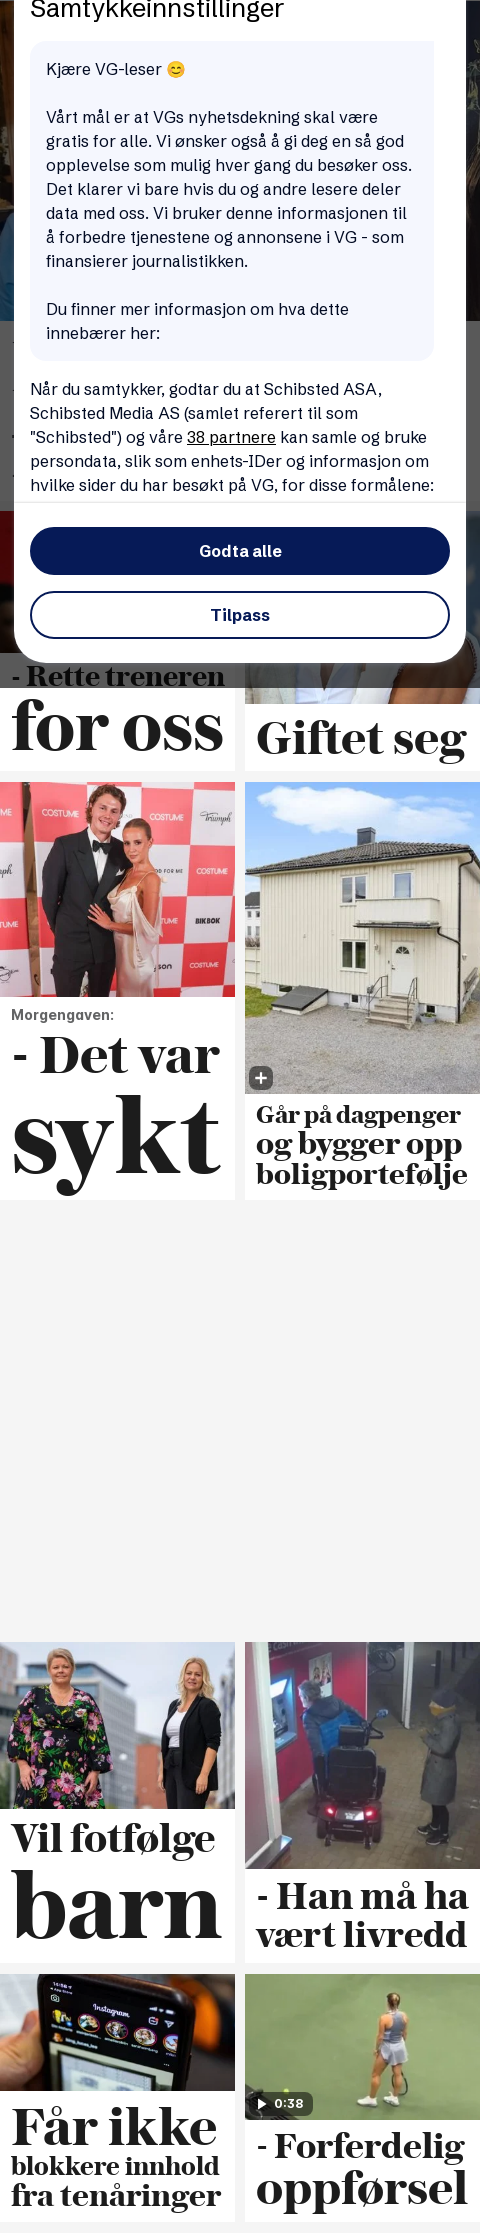 Samtykkeinnstillinger
Kjære VG-leser 😊
Vårt mål er at VGs nyhetsdekning skal være
gratis for alle. Vi ønsker også å gi deg en så god
opplevelse som mulig hver gang du besøker oss.
Det klarer vi bare hvis du og andre lesere deler
data med oss. Vi bruker denne informasjonen til
å forbedre tjenestene og annonsene i VG - som
finansierer journalistikken.
Du finner mer informasjon om hva dette
innebærer her:
Når du samtykker, godtar du at Schibsted ASA,
Schibsted Media AS (samlet referert til som
"Schibsted") og våre 38 partnere kan samle og bruke
persondata, slik som enhets-IDer og informasjon om
hvilke sider du har besøkt på VG, for disse formålene:
Godta alle
Tilpass
- Rette treneren
for oss
Giftet seg
COSTUME
COSTUME
Triumph
COSTUME
BIKBOK
COSTUME
Morgengaven:
- Det var
sykt
Går på dagpenger
og bygger opp
boligportefølje
Vil fotfølge
barn
- Han må ha
vært livredd
Instagram
Får ikke
blokkere innhold
fra tenåringer
0:38
- Forferdelig
oppførsel